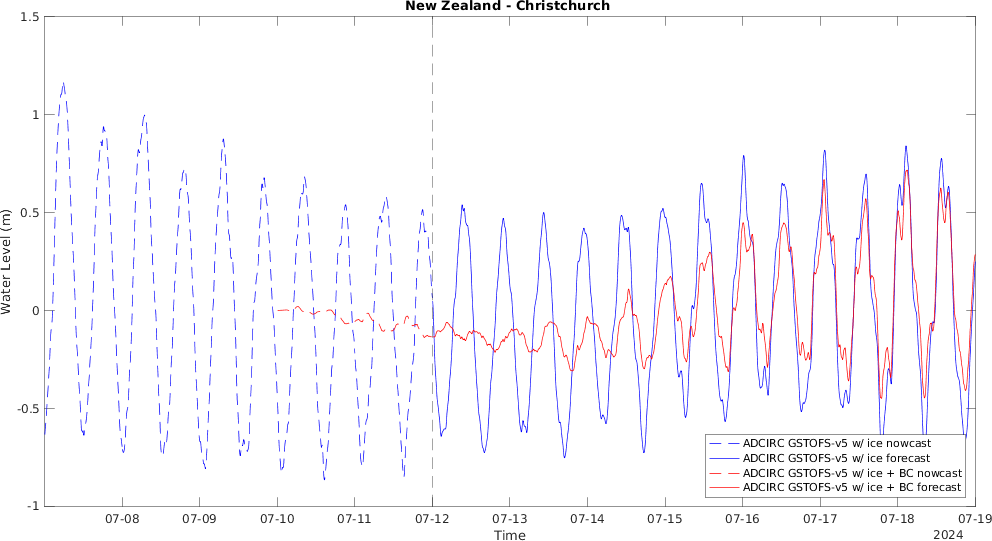 New Zealand - Christchurch
1.5
1
0.5
0
-0.5
-1
Water Level (m)
ADCIRC GSTOFS-v5 w/ ice nowcast
ADCIRC GSTOFS-v5 w/ ice forecast
ADCIRC GSTOFS-v5 w/ ice + BC nowcast
ADCIRC GSTOFS-v5 w/ ice + BC forecast
07-08 07-09 07-10 07-11 07-12 07-13 07-14 07-15 07-16 07-17 07-18 07-19
Time
2024